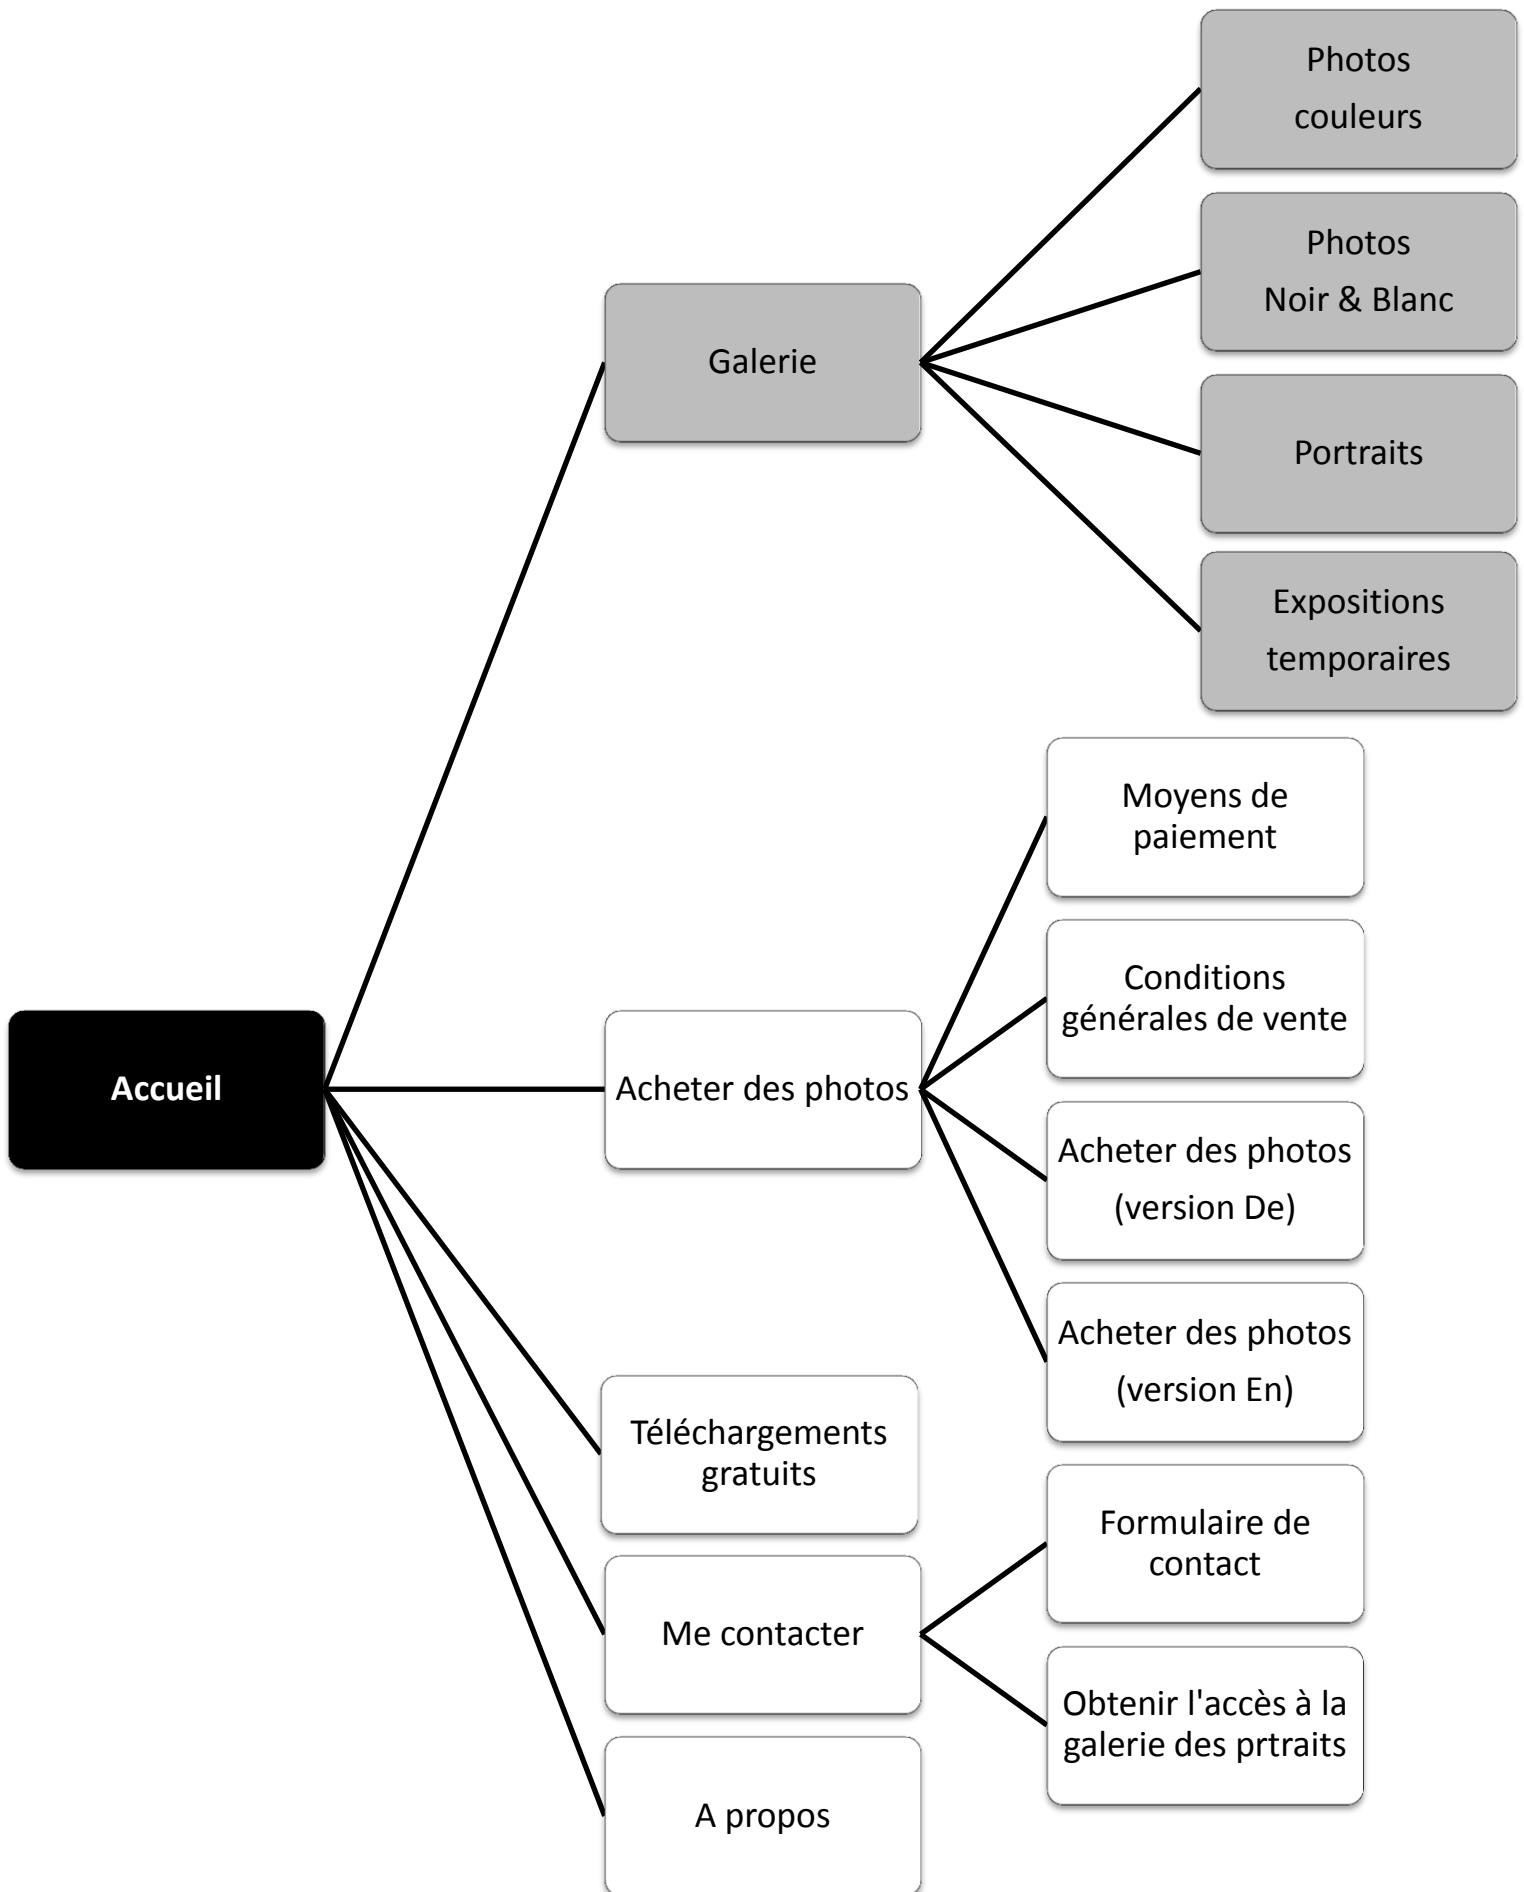 Photos
couleurs
Photos
Noir & Blanc
Galerie
Portraits
Expositions
temporaires
Moyens de
paiement
Conditions
générales de vente
Accueil
Acheter des photos
Acheter des photos
(version De)
Acheter des photos
(version En)
Téléchargements
gratuits
Formulaire de
contact
Me contacter
Obtenir l'accès à la
galerie des prtraits
A propos